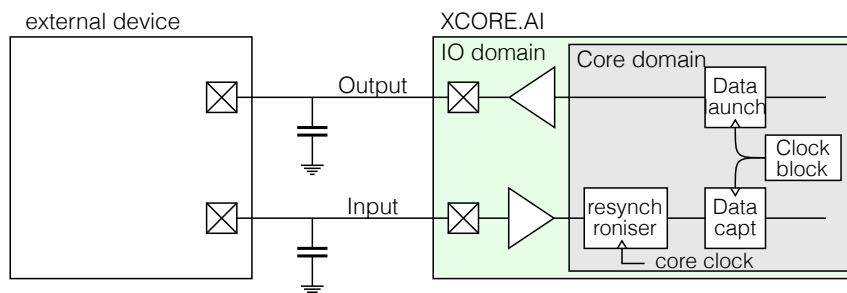 external device
XCORE.AI
IO domain
Core domain
Output
Data
launch
Clock
block
Input
resynch
roniser
Data
capt
core clock